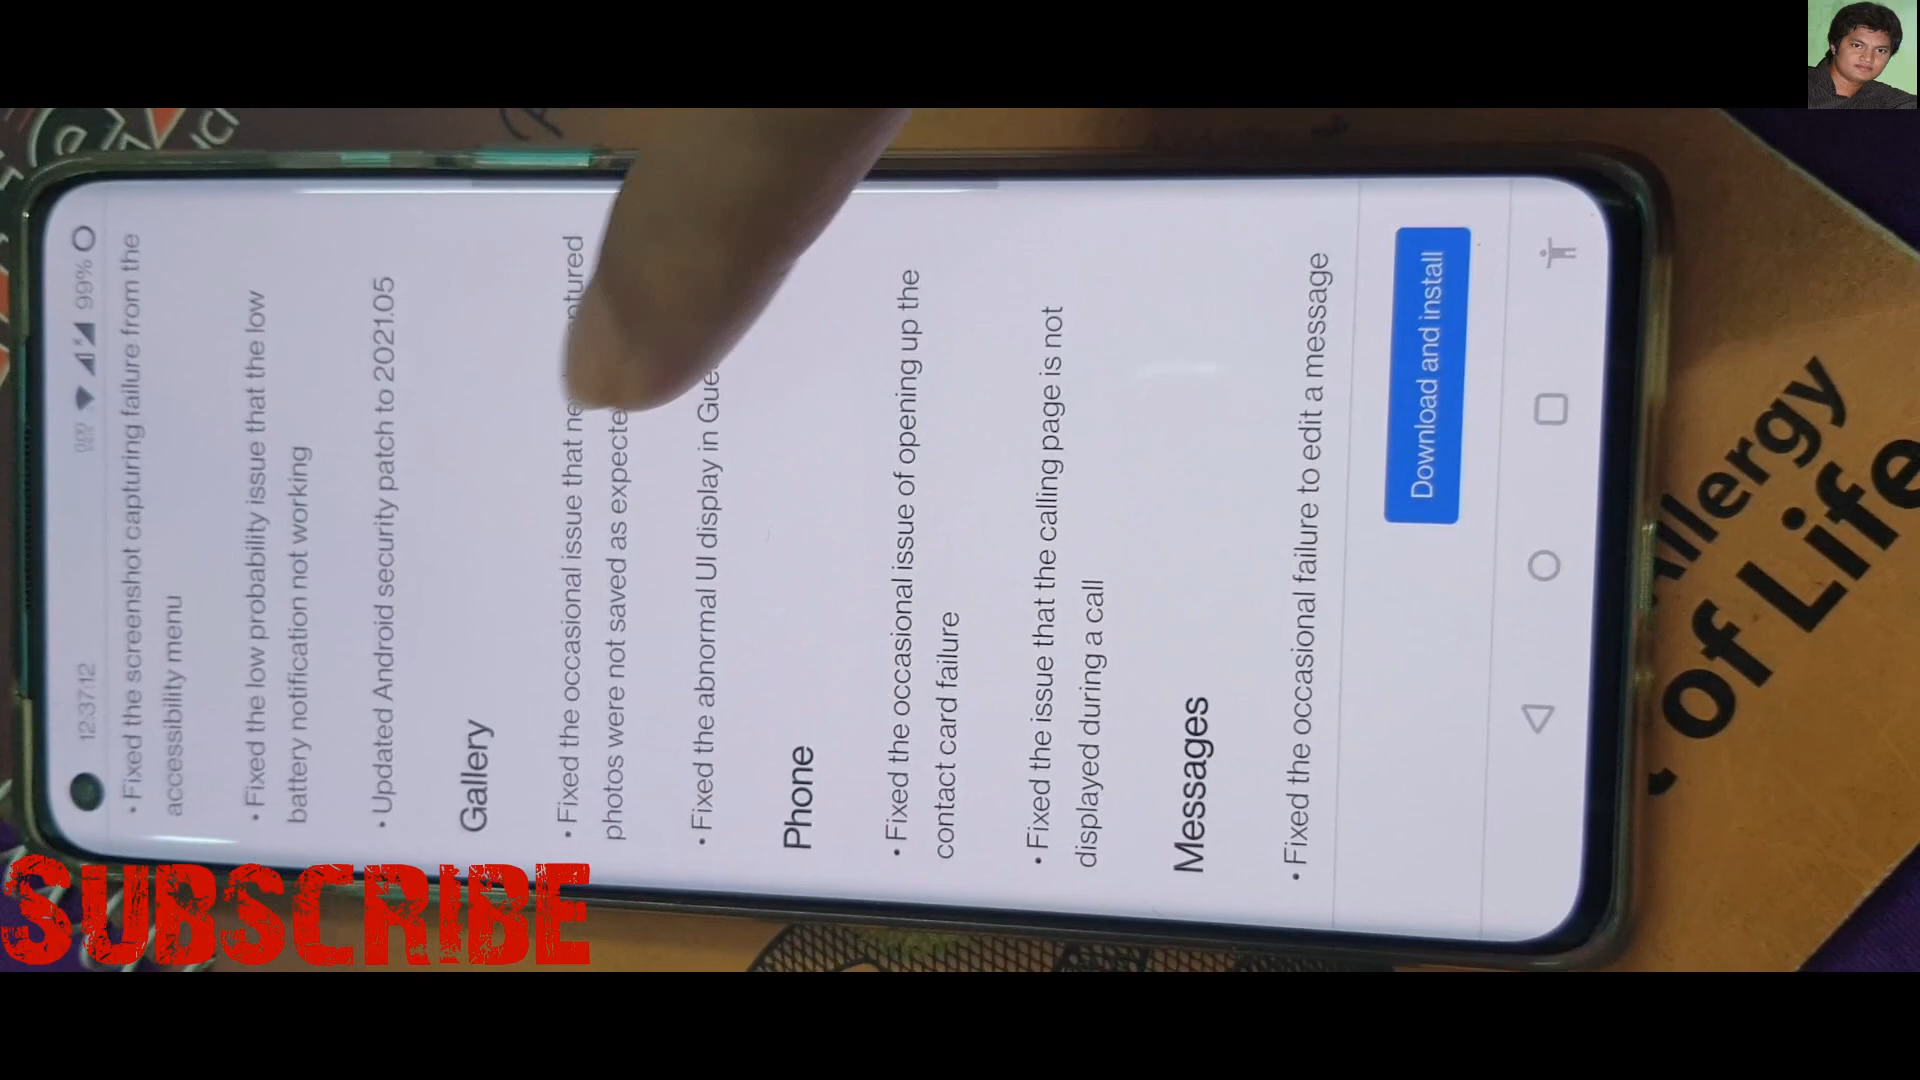 12:37:12
99%
• Fixed the screenshot capturing failure from the
accessibility menu
• Fixed the low probability issue that the low
battery notification not working
• Updated Android security patch to 2021.05
Gallery
• Fixed the occasional issue that
photos were not saved as
• Fixed the abnormal UI display in
Phone
• Fixed the occasional issue of opening up the
contact card failure
• Fixed the issue that the calling page is not
displayed during a call
Messages
• Fixed the occasional failure to edit a message
Download and install
SUBSCRIBE
Allergy
of Life